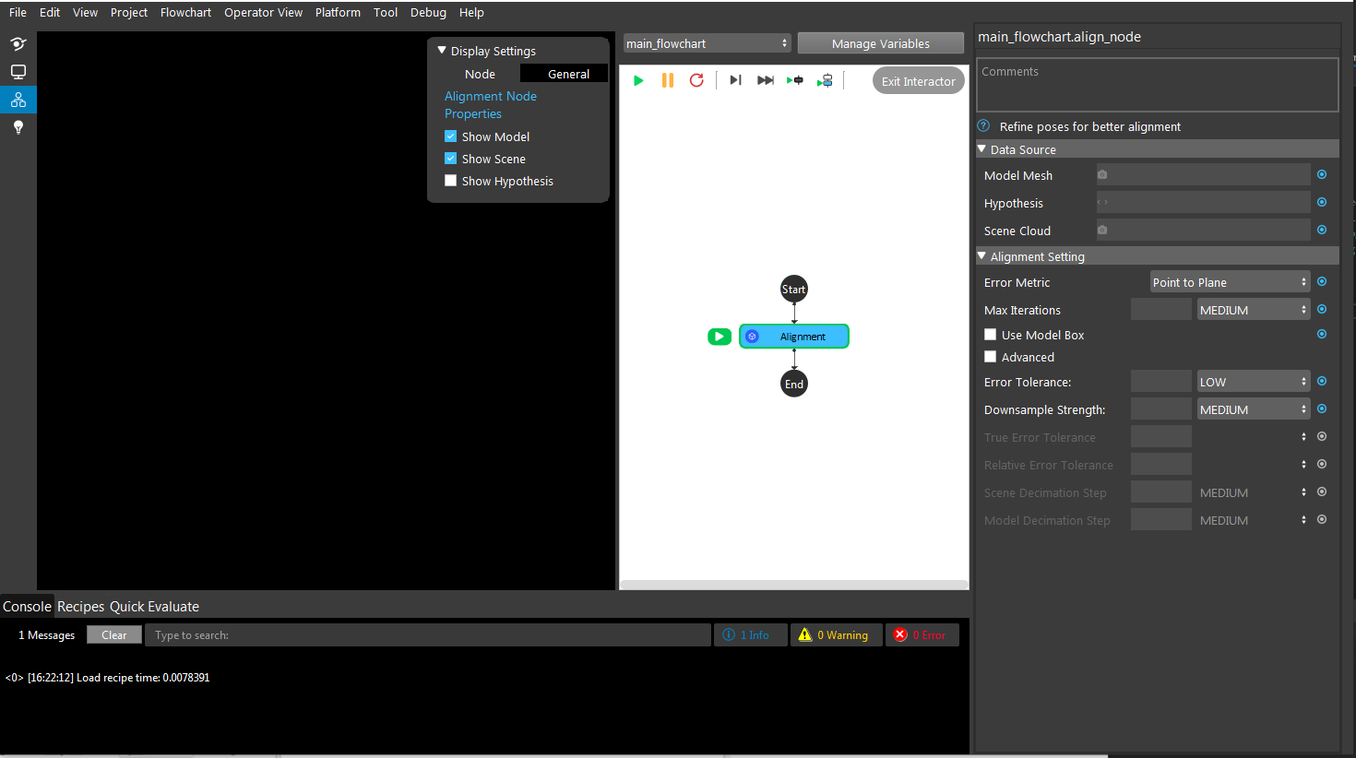 File Edit View Project Flowchart Operator View Platform Tool Debug Help
Display Settings
Node General
Alignment Node
Properties
Show Model
Show Scene
Show Hypothesis
main_flowchart Manage Variables
Exit Interactor
Start
Alignment
End
main_flowchart.align_node
Comments
Refine poses for better alignment
Data Source
Model Mesh
Hypothesis
Scene Cloud
Alignment Setting
Error Metric Point to Plane
Max Iterations MEDIUM
Use Model Box
Advanced
Error Tolerance: LOW
Downsample Strength: MEDIUM
True Error Tolerance
Relative Error Tolerance
Scene Decimation Step MEDIUM
Model Decimation Step MEDIUM
Console Recipes Quick Evaluate
1 Messages Clear Type to search: 1 Info 0 Warning 0 Error
<0> [16:22:12] Load recipe time: 0.0078391